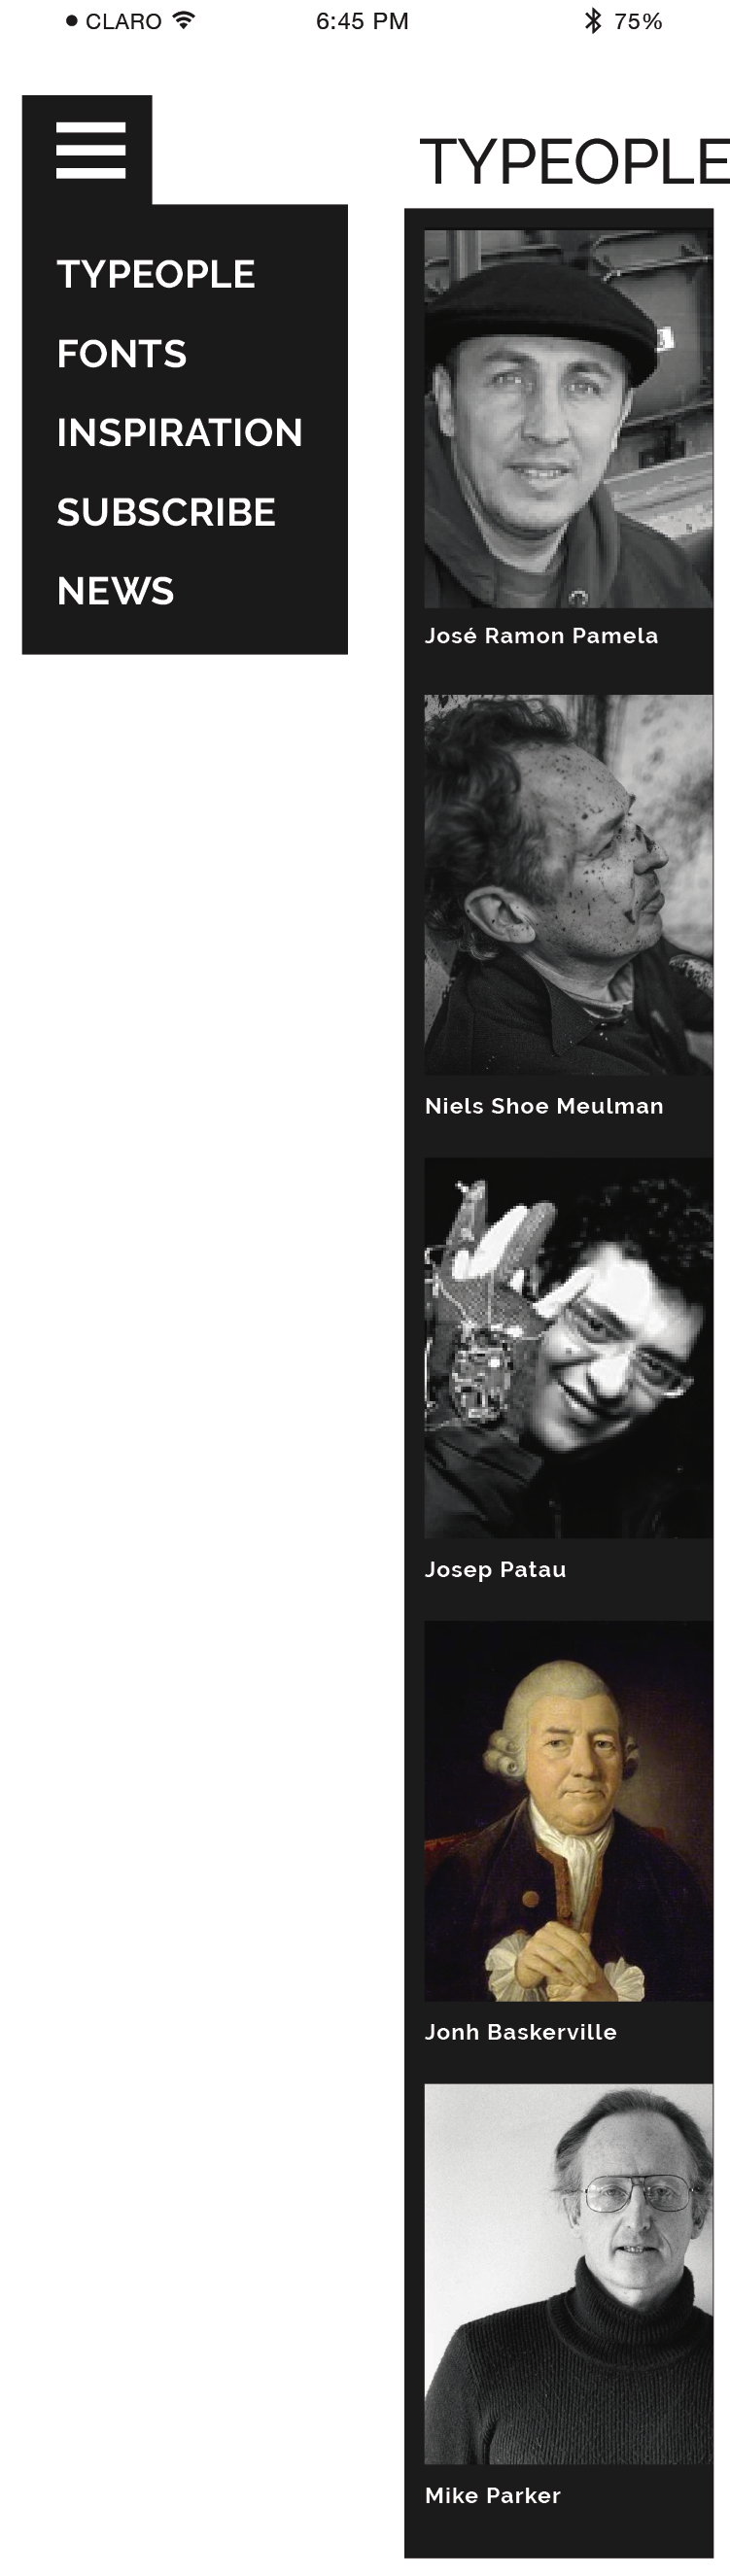 CLARO 6:45 PM 75%
TYPEOPLE
TYPEOPLE
FONTS
INSPIRATION
SUBSCRIBE
NEWS
José Ramon Pamela
Niels Shoe Meulman
Josep Patau
Jonh Baskerville
Mike Parker